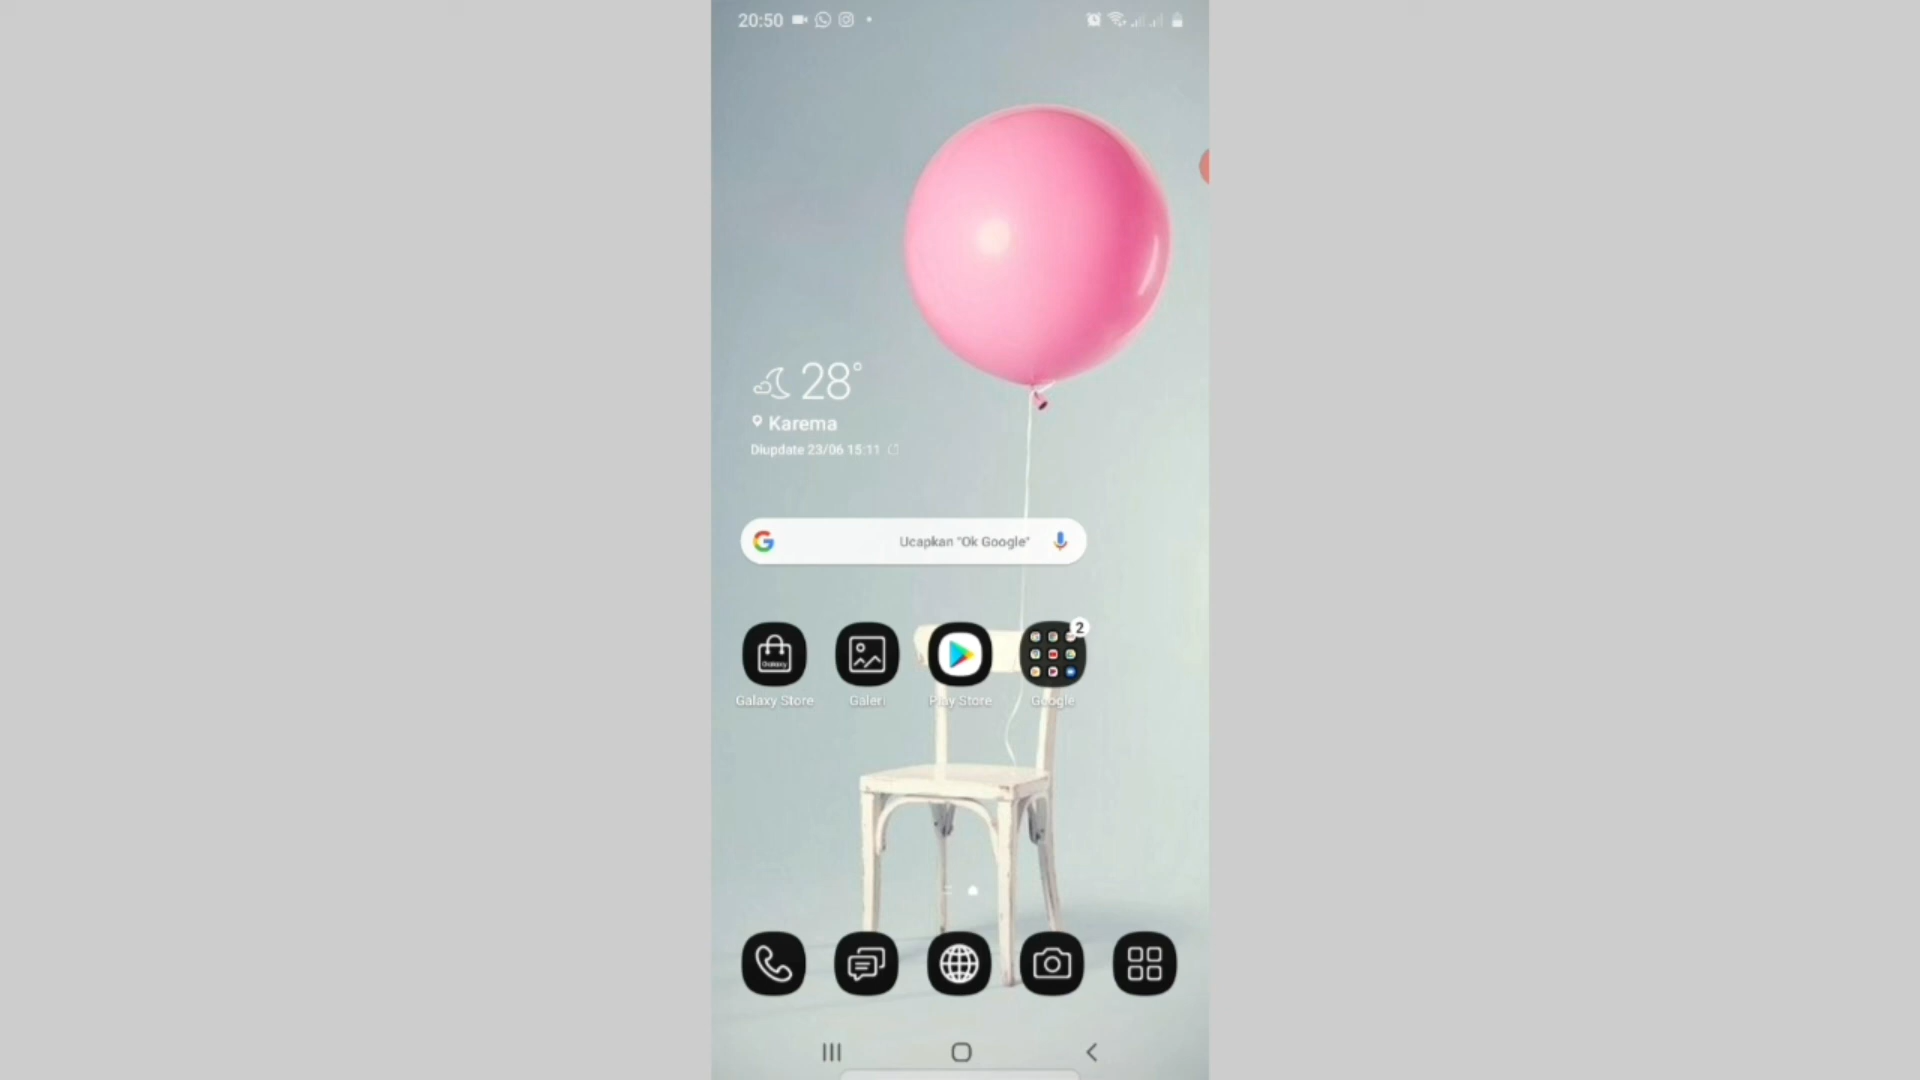 20:50
28°
Karema
Diupdate 23/06 15:11
Ucapkan "Ok Google"
2
Galaxy
Galaxy Store
Galeri
Play Store
Google